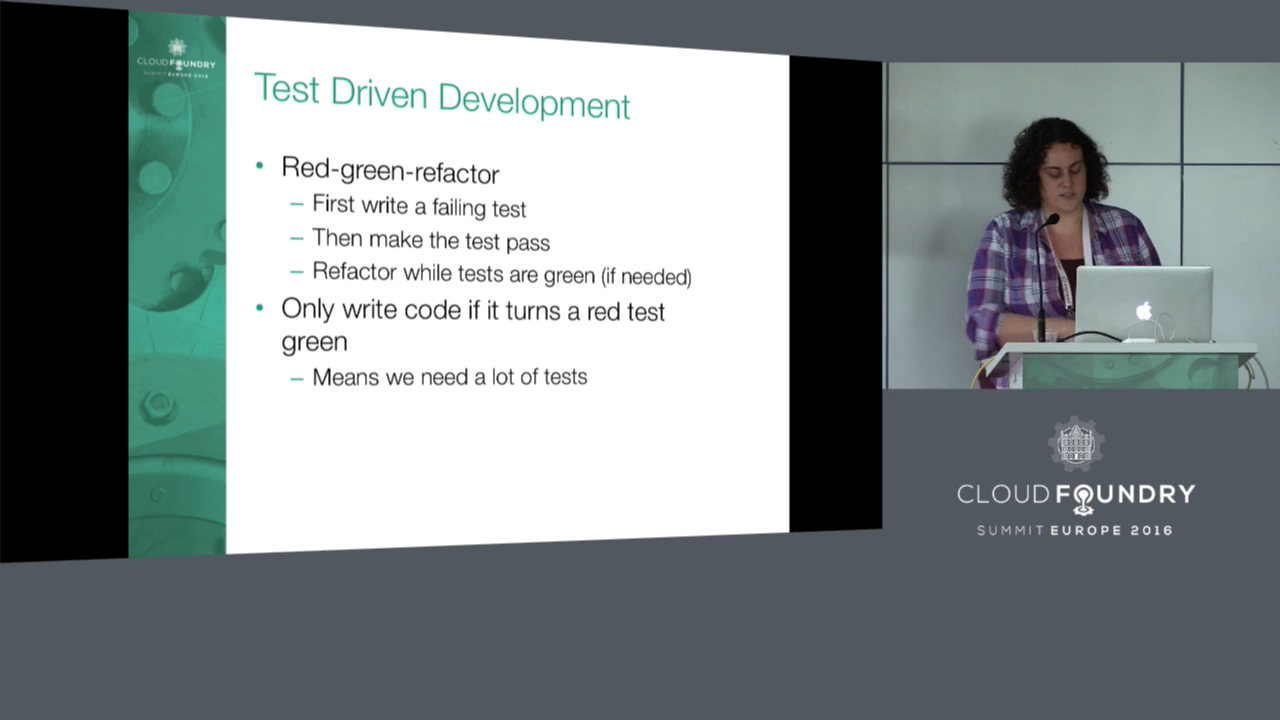 CLOUD FOUNDRY
SUMMIT EUROPE 2016
Test Driven Development
• Red-green-refactor
– First write a failing test
– Then make the test pass
– Refactor while tests are green (if needed)
• Only write code if it turns a red test
green
– Means we need a lot of tests
CLOUD FOUNDRY
SUMMIT EUROPE 2016